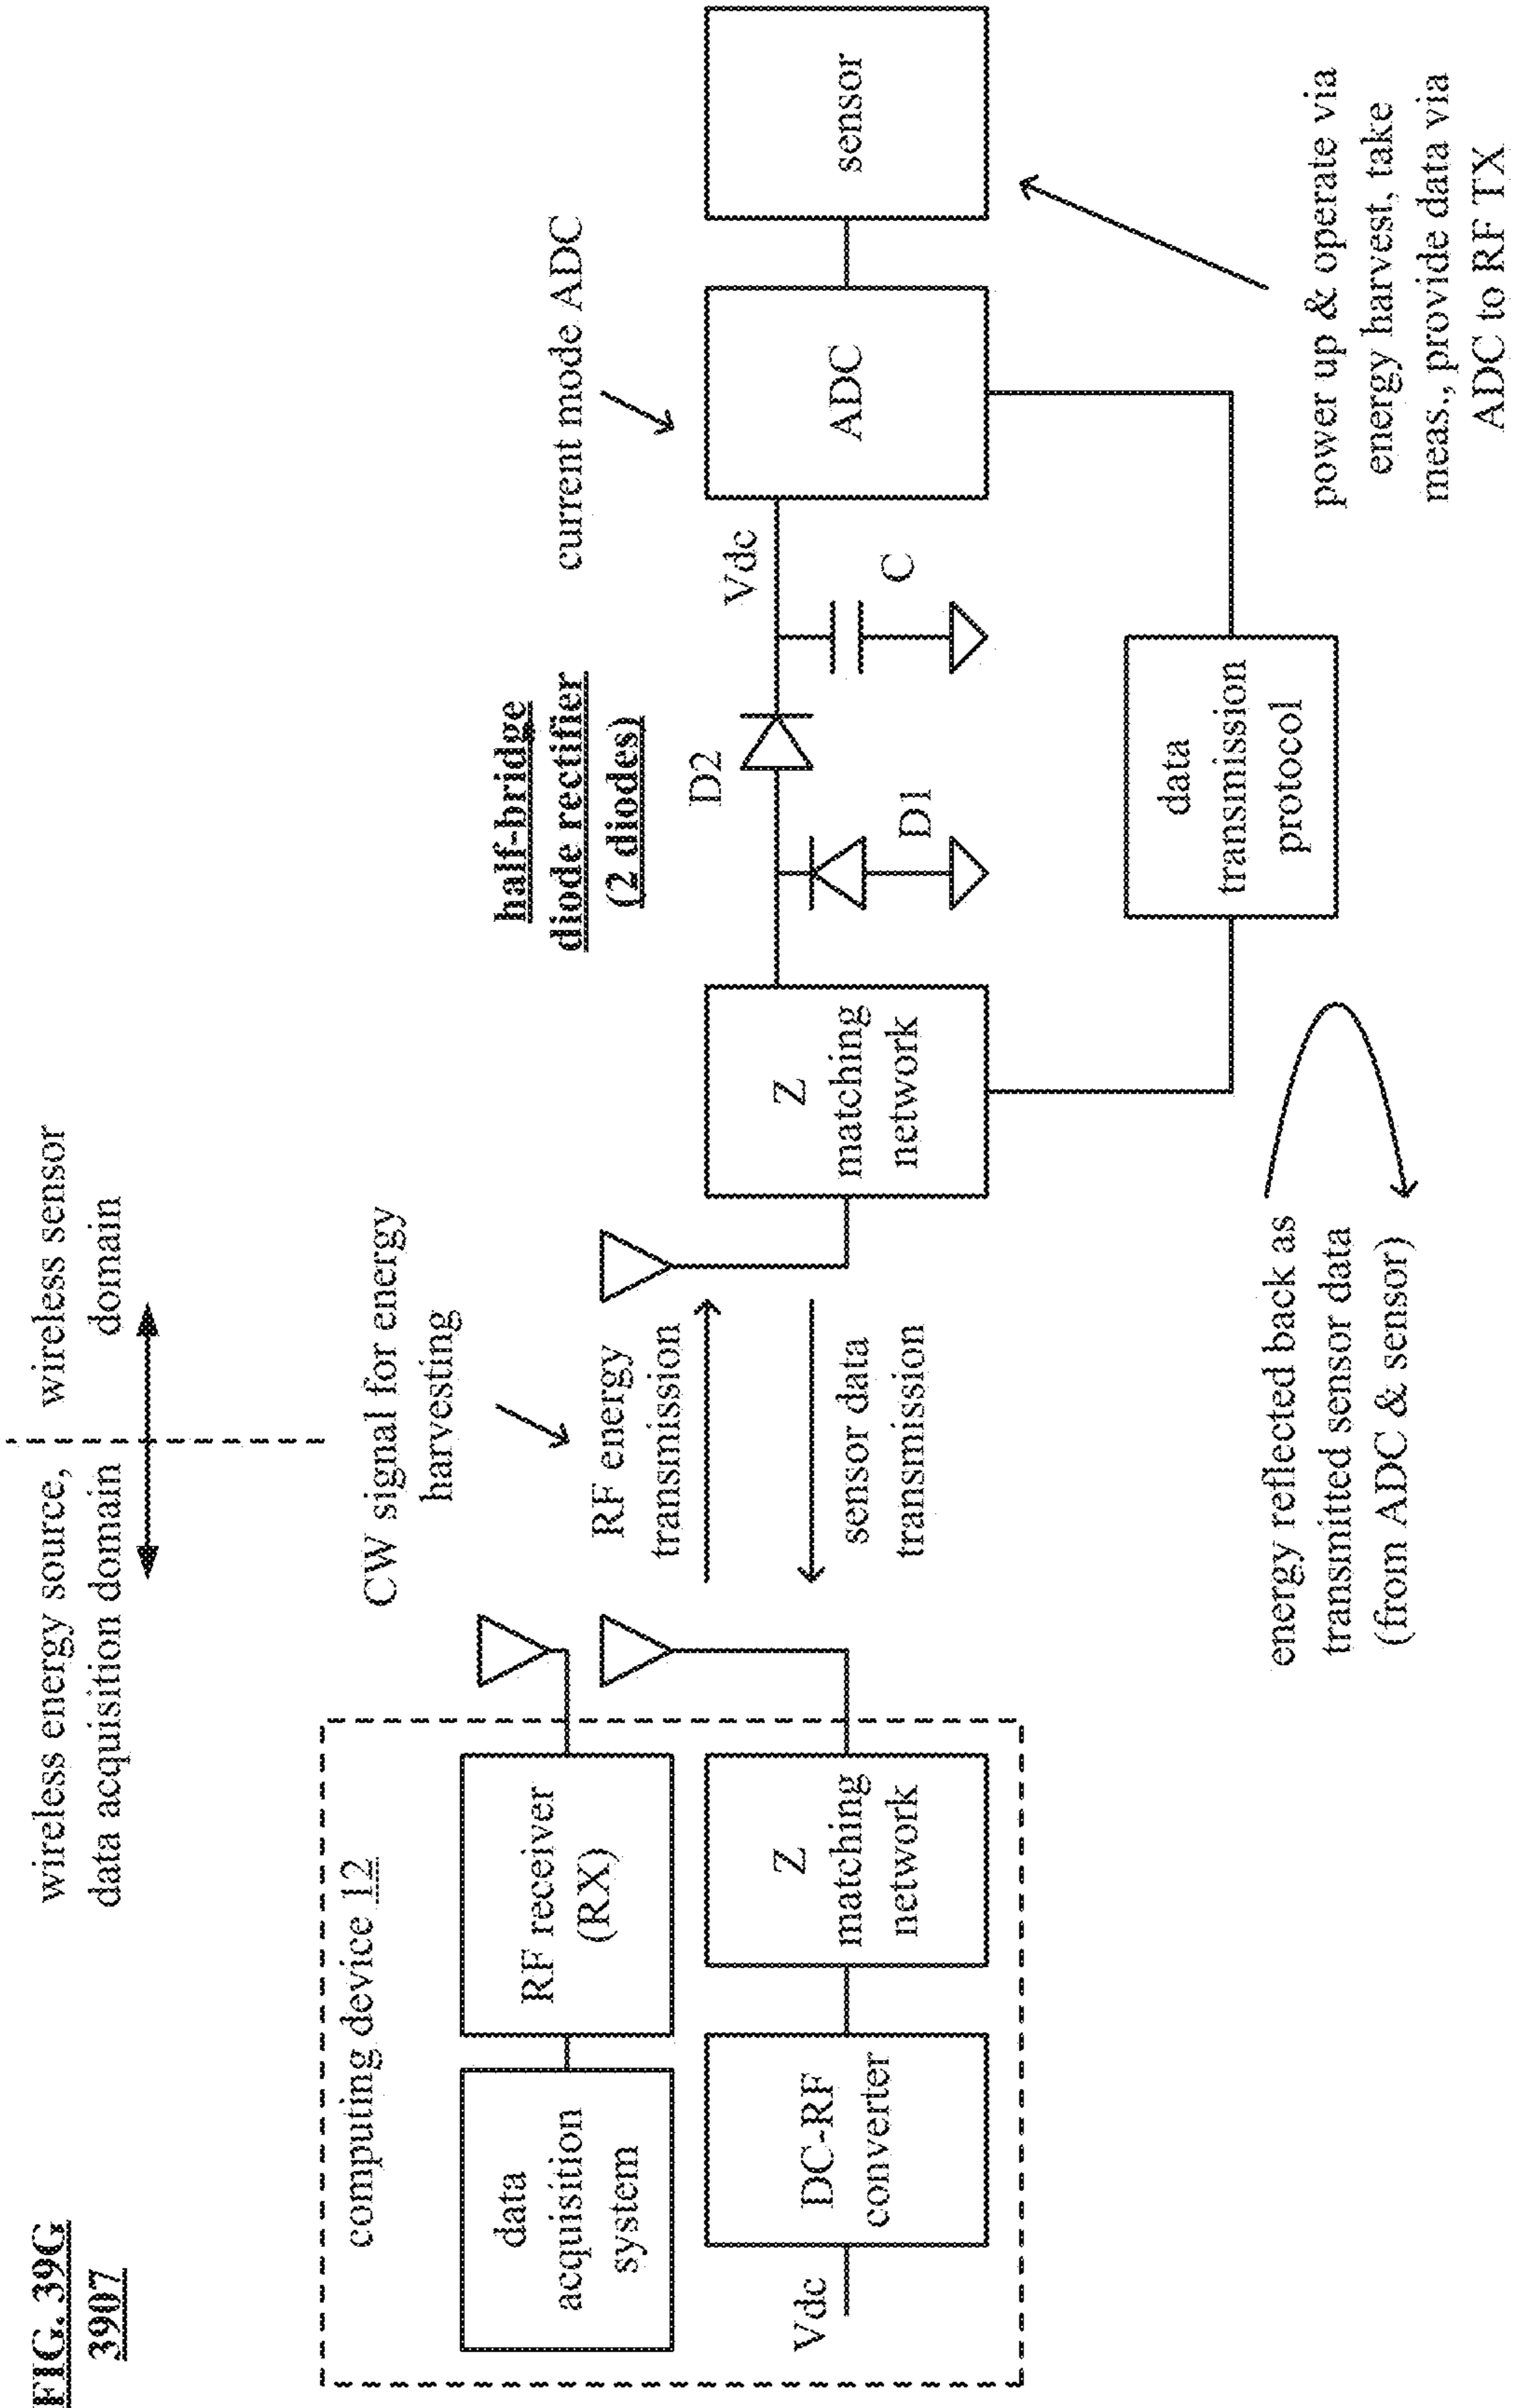 FIG. 39G
3907
wireless energy source,
data acquisition domain
wireless sensor
domain
computing device 12
data
acquisition
system
RF receiver
(RX)
Vdc
DC-RF
converter
Z
matching
network
CW signal for energy
harvesting
RF energy
transmission
sensor data
transmission
Z
matching
network
half-bridge
diode rectifier
(2 diodes)
D2
D1
Vdc
C
current mode ADC
ADC
sensor
data
transmission
protocol
energy reflected back as
transmitted sensor data
(from ADC & sensor)
power up & operate via
energy harvest, take
meas., provide data via
ADC to RF TX